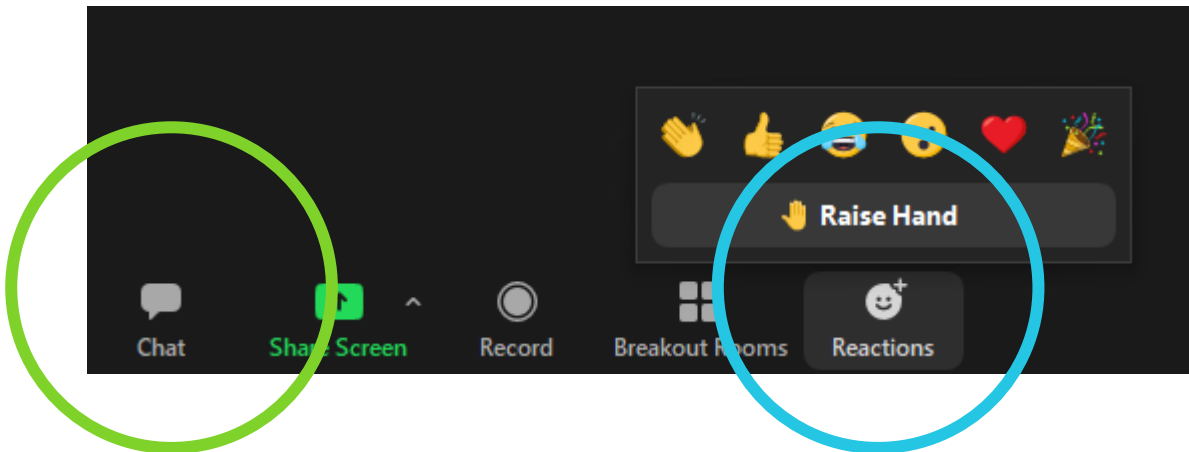 Raise Hand
Chat
Share Screen
Record
Breakout Rooms
Reactions